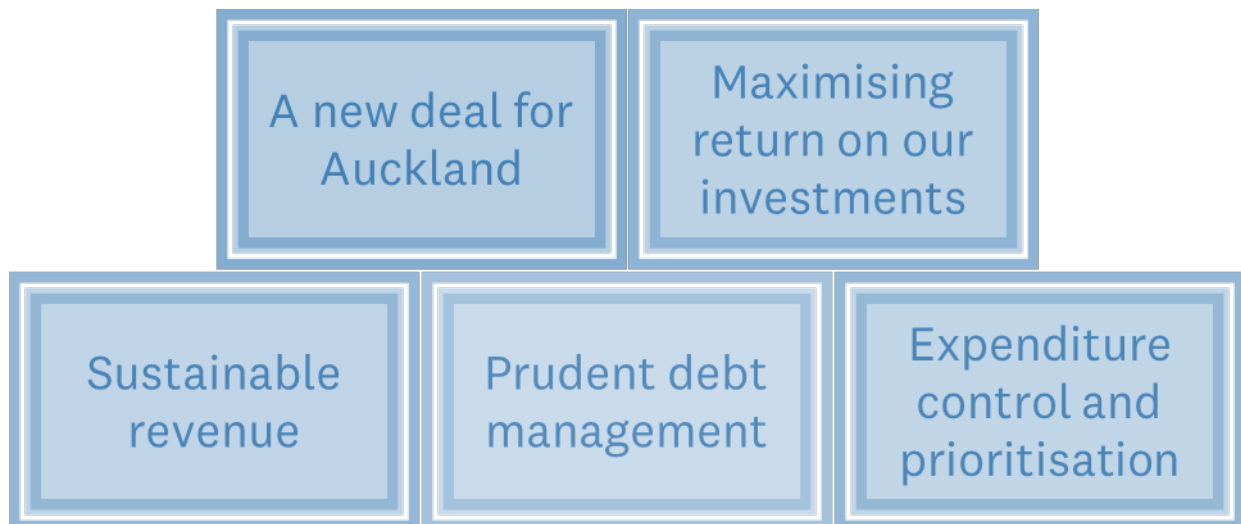 A new deal for
Auckland
Maximising
return on our
investments
Sustainable
revenue
Prudent debt
management
Expenditure
control and
prioritisation